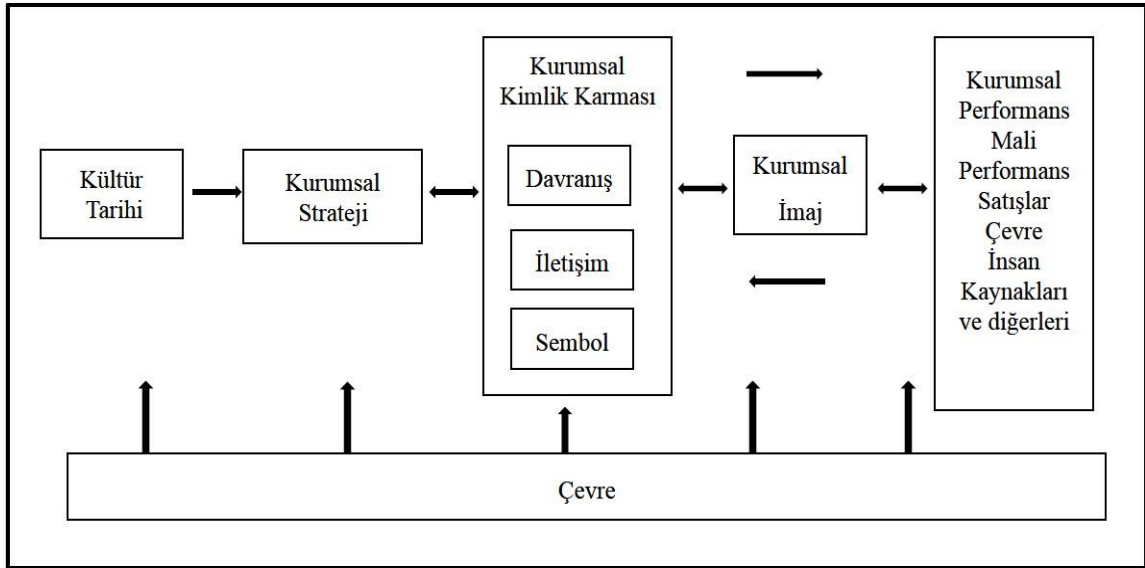 Kültür
Tarihi
Kurumsal
Strateji
Kurumsal
Kimlik Karması
Davranış
İletişim
Sembol
Kurumsal
İmaj
Kurumsal
Performans
Mali
Performans
Satışlar
Çevre
İnsan
Kaynakları
ve diğerleri
Çevre